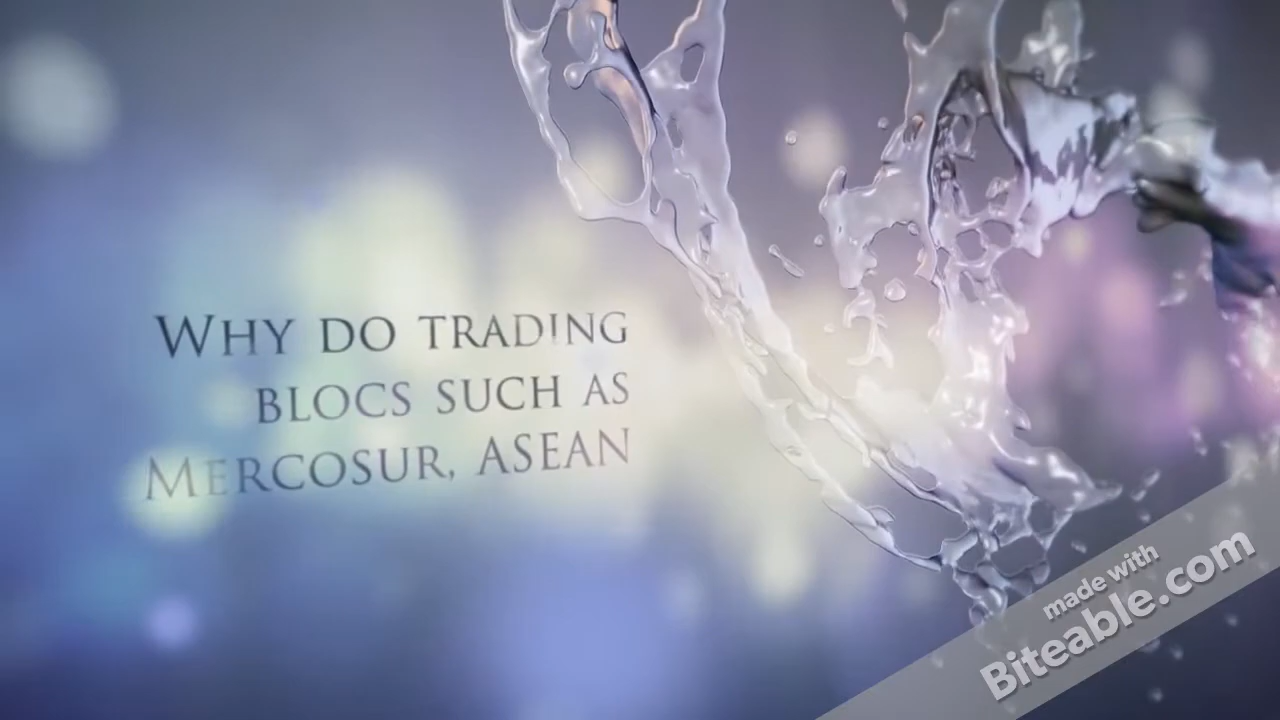 Why do trading
blocs such as
Mercosur, ASEAN
made with
Biteable.com